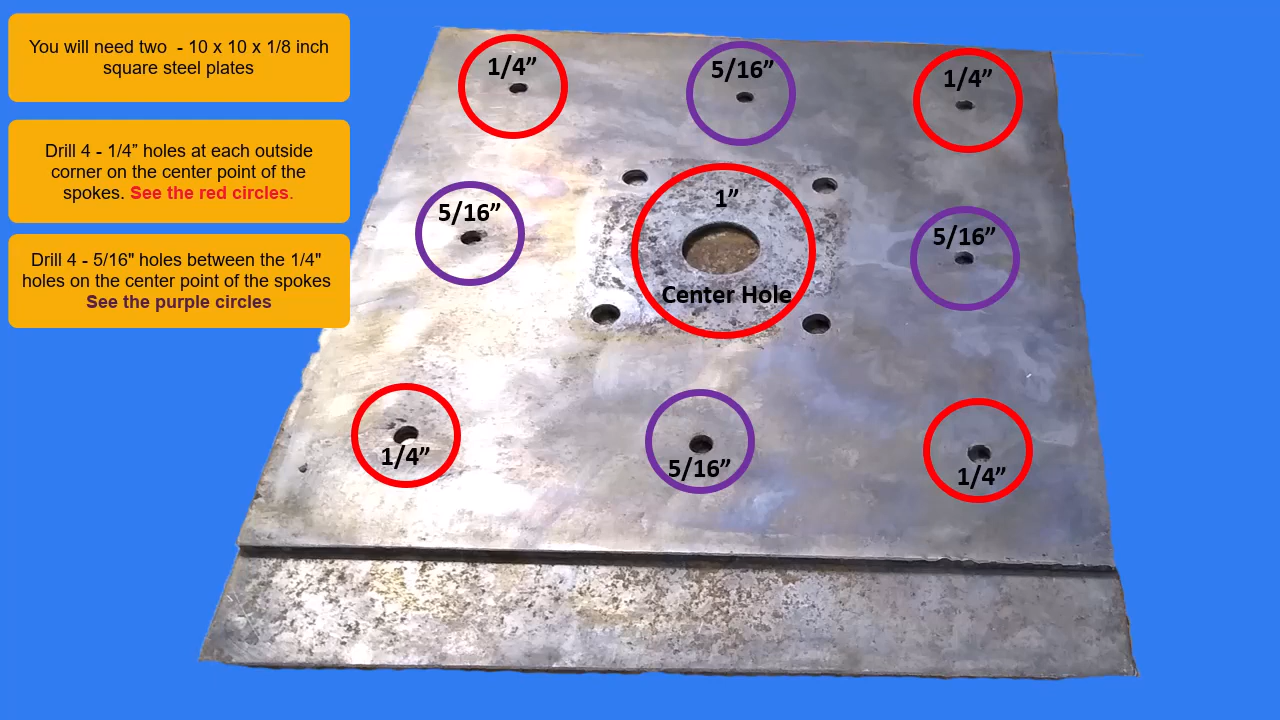 You will need two  - 10 x 10 x 1/8 inch
square steel plates
Drill 4 - 1/4” holes at each outside
corner on the center point of the
spokes. See the red circles.
Drill 4 - 5/16" holes between the 1/4"
holes on the center point of the spokes
See the purple circles
1/4”
5/16”
1/4”
5/16”
1”
5/16”
Center Hole
1/4”
5/16”
1/4”